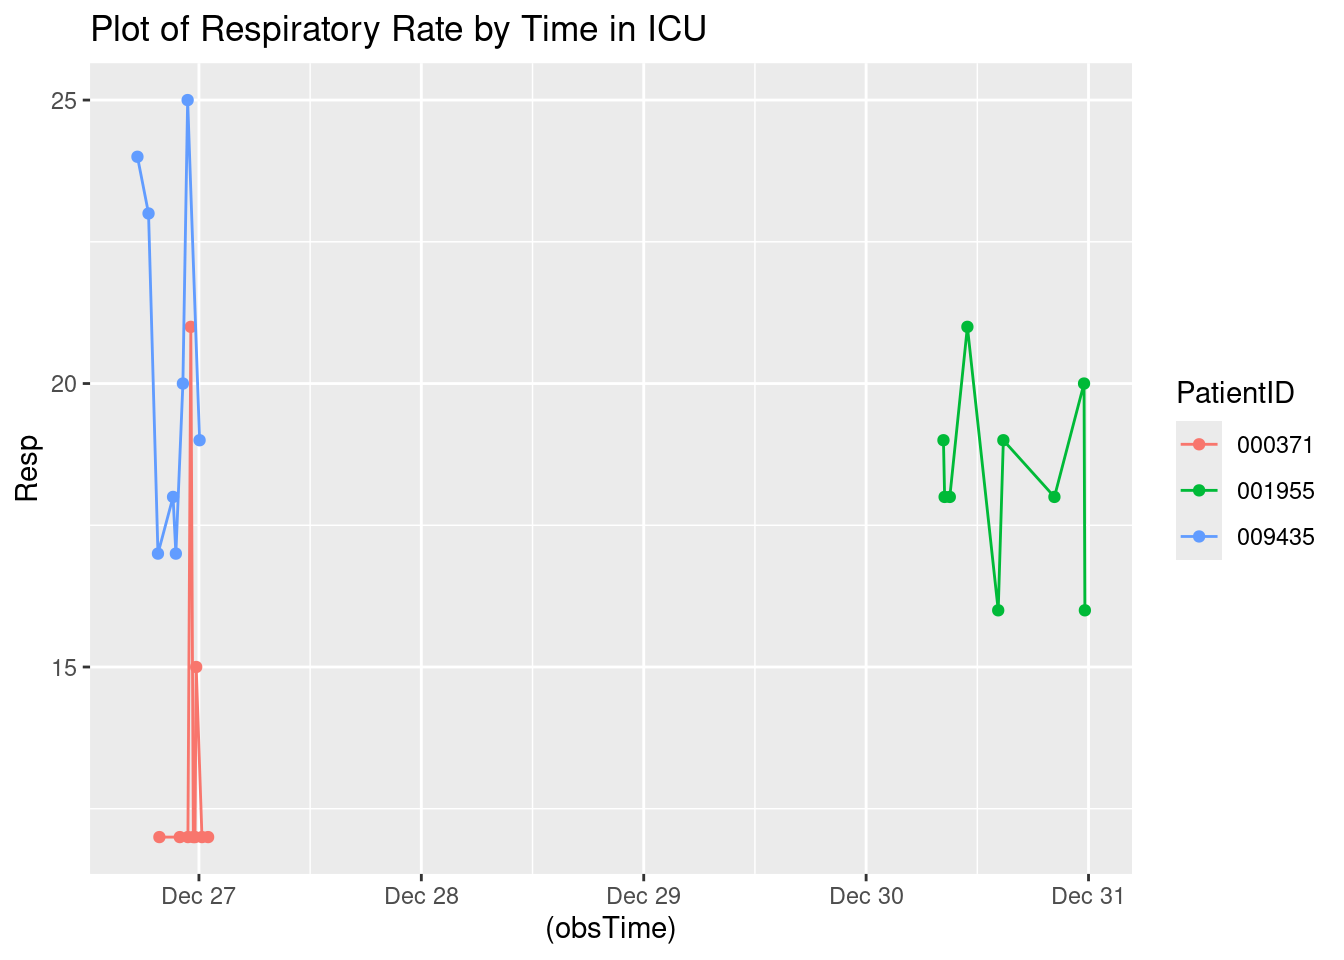 Plot of Respiratory Rate by Time in ICU
25
20
15
Resp
Dec 27
Dec 28
Dec 29
Dec 30
Dec 31
(obsTime)
PatientID
000371
001955
009435